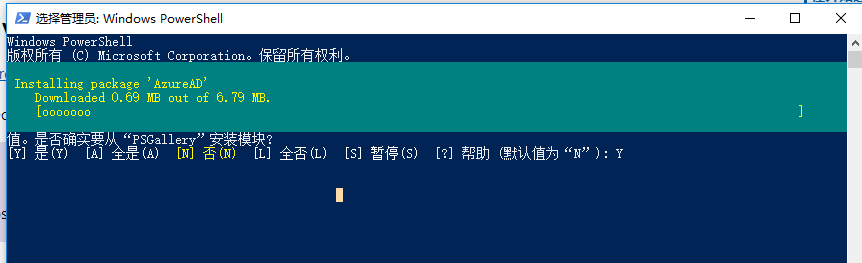 选择管理员: Windows PowerShell
Windows PowerShell
版权所有 (C) Microsoft Corporation。保留所有权利。
Installing package 'AzureAD'
Downloaded 0.69 MB out of 6.79 MB.
[ooooooo ]
值。是否确实要从“PSGallery”安装模块?
[Y] 是(Y) [A] 全是(A) [N] 否(N) [L] 全否(L) [S] 暂停(S) [?] 帮助 (默认值为“N”): Y